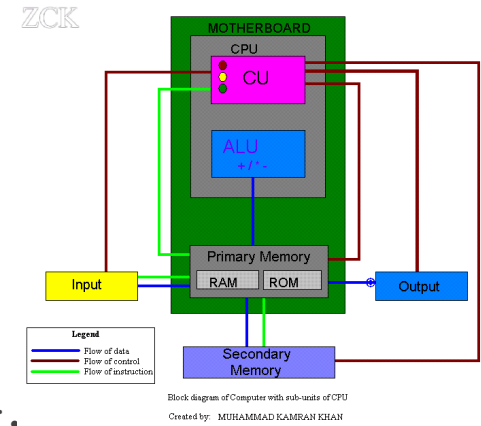 ZCK
MOTHERBOARD
CPU
CU
ALU
+/*-
Primary Memory
RAM ROM
Input
Output
Secondary
Memory
Legend
Flow of data
Flow of control
Flow of instruction
Block diagram of Computer with sub-units of CPU
Created by: MUHAMMAD KAMRAN KHAN